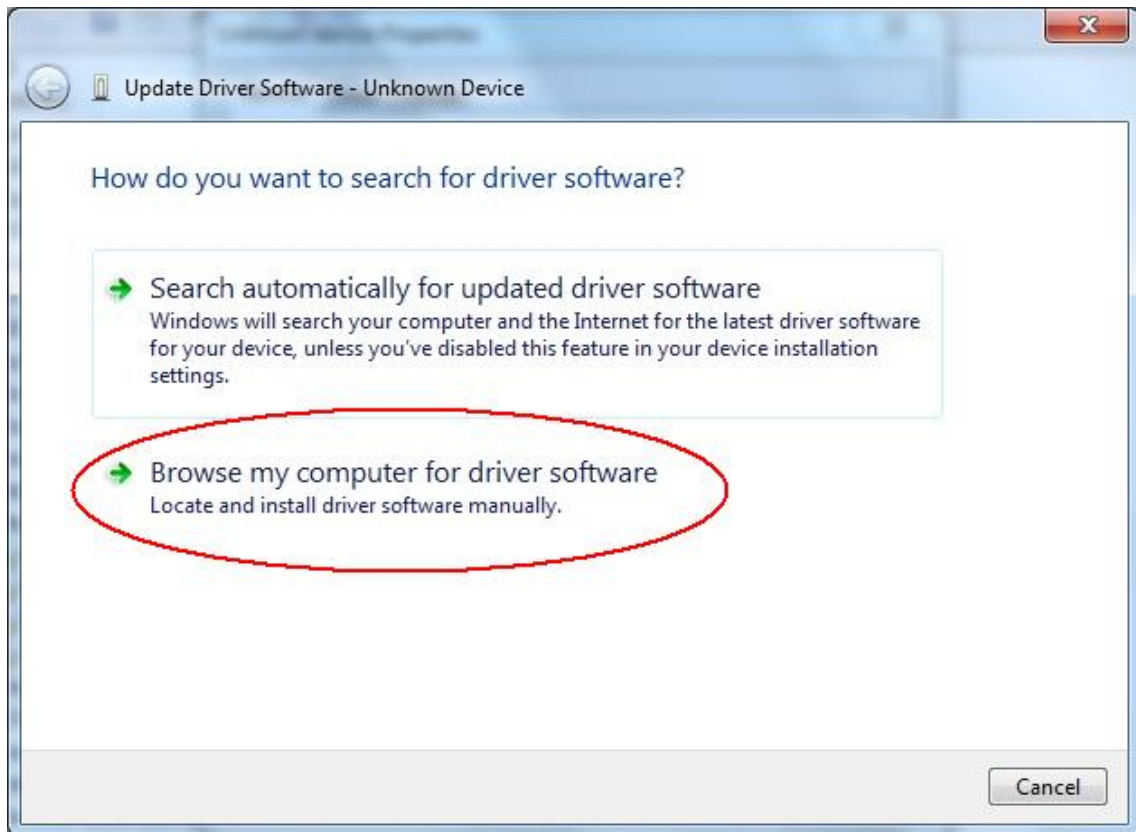 Update Driver Software - Unknown Device
How do you want to search for driver software?
Search automatically for updated driver software
Windows will search your computer and the Internet for the latest driver software
for your device, unless you've disabled this feature in your device installation
settings.
Browse my computer for driver software
Locate and install driver software manually.
Cancel